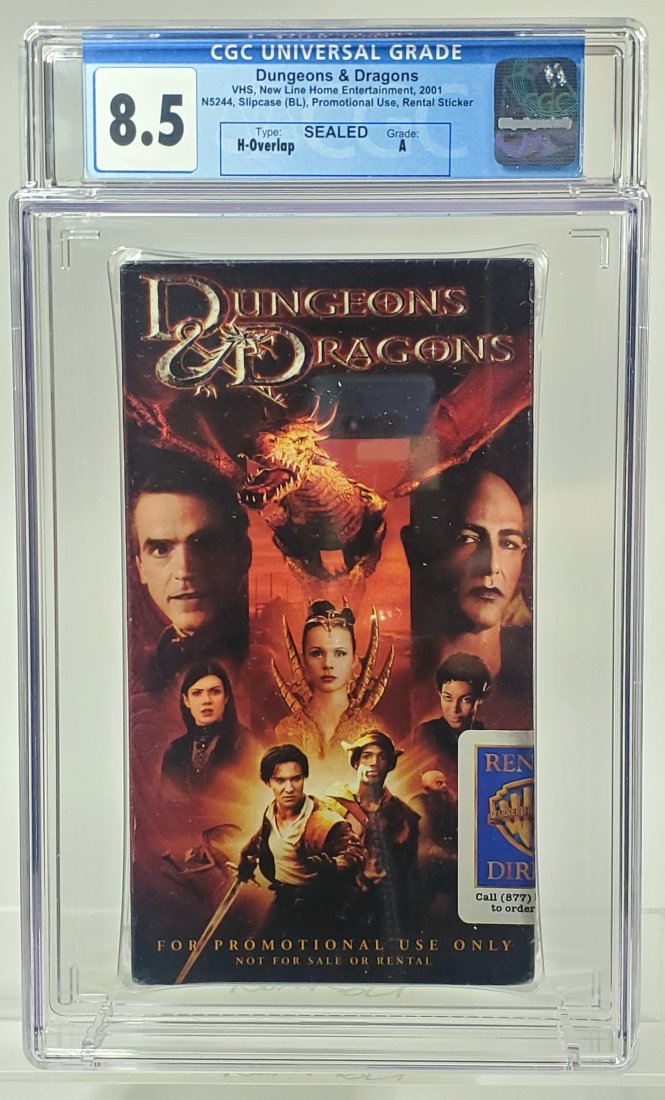 CGC UNIVERSAL GRADE
8.5
Dungeons & Dragons
VHS, New Line Home Entertainment, 2001
N5244, Slipcase (BL), Promotional Use, Rental Sticker
Type: SEALED Grade:
H-Overlap A
CGC
DUNGEONS
& DRAGONS
REN
WARNER
DIR
Call (877)
to order
FOR PROMOTIONAL USE ONLY
NOT FOR SALE OR RENTAL